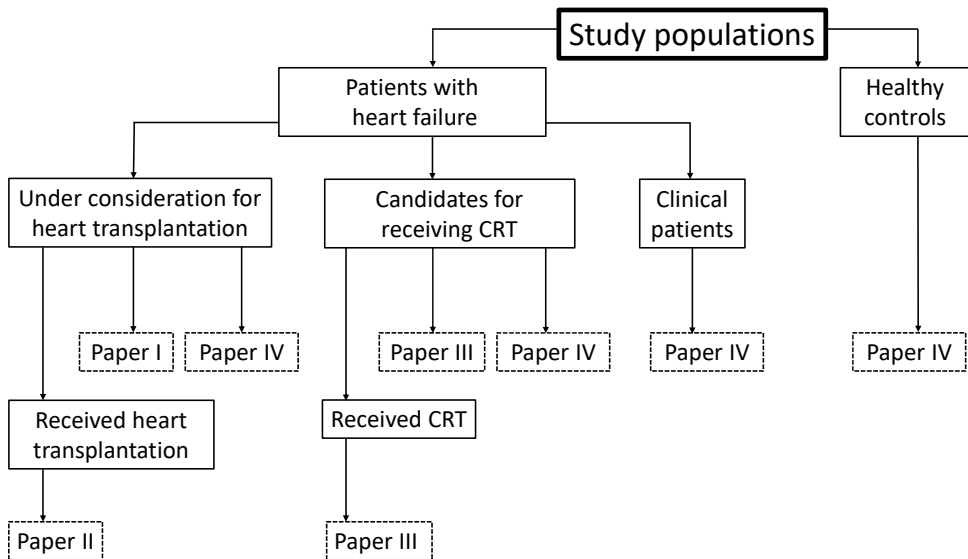 Study populations
Patients with
heart failure
Healthy
controls
Under consideration for
heart transplantation
Candidates for
receiving CRT
Clinical
patients
Paper I
Paper IV
Paper III
Paper IV
Paper IV
Paper IV
Received heart
transplantation
Received CRT
Paper II
Paper III